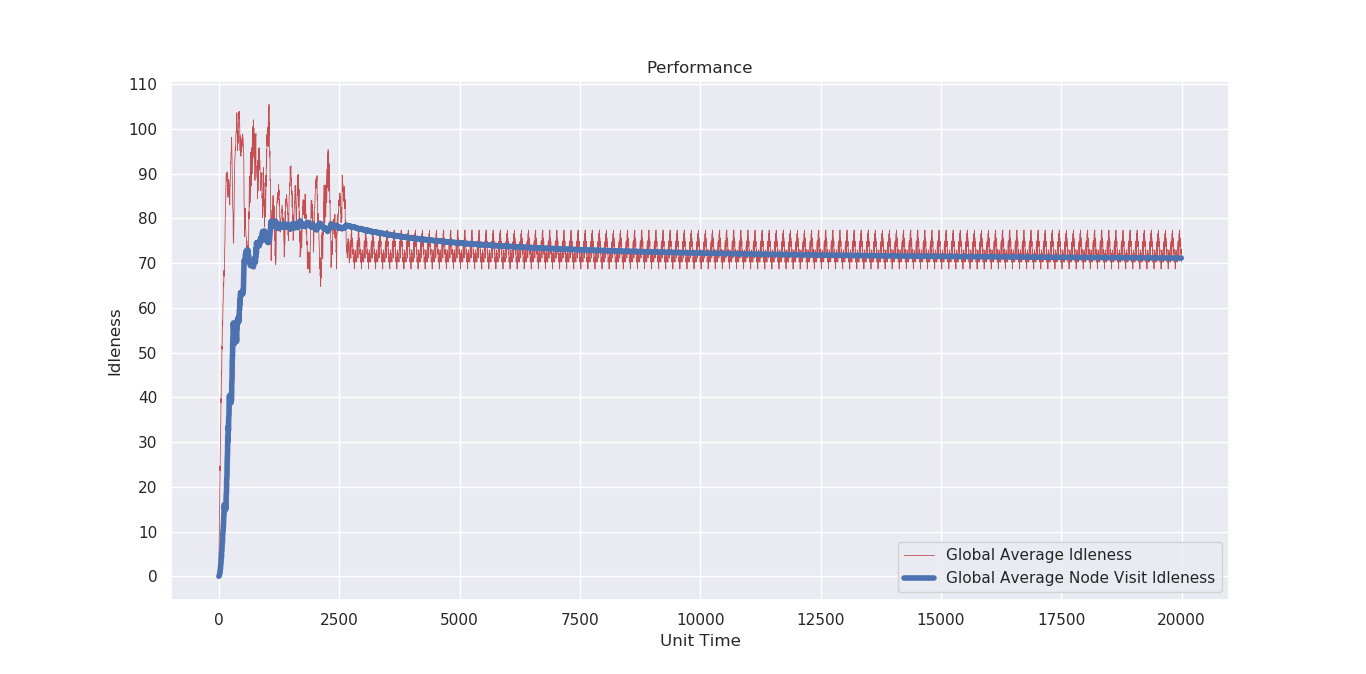 Performance
110
100
90
80
70
60
50
40
30
20
10
0
Idleness
0 2500 5000 7500 10000 12500 15000 17500 20000
Unit Time
Global Average Idleness
Global Average Node Visit Idleness